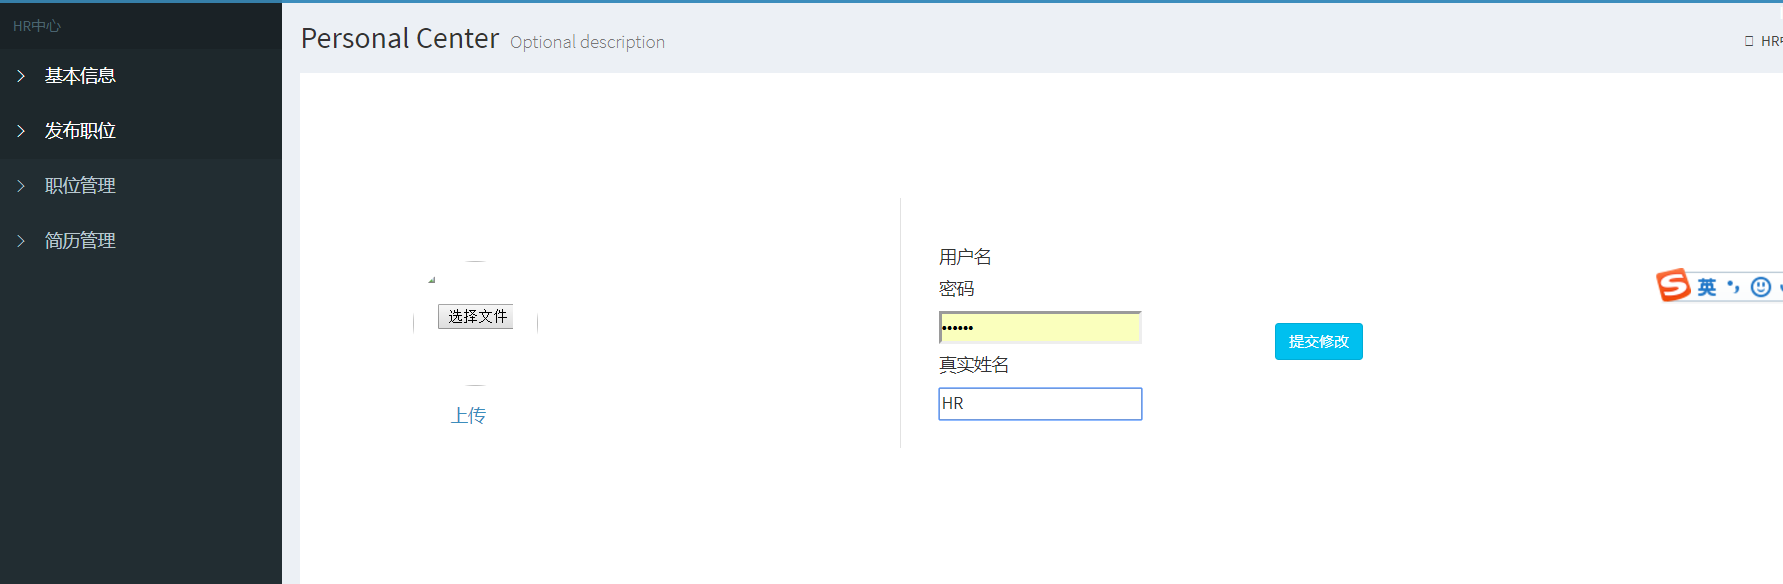 HR中心
基本信息
发布职位
职位管理
简历管理
Personal Center Optional description
HR
选择文件
上传
用户名
密码
••••••
真实姓名
HR
提交修改
英